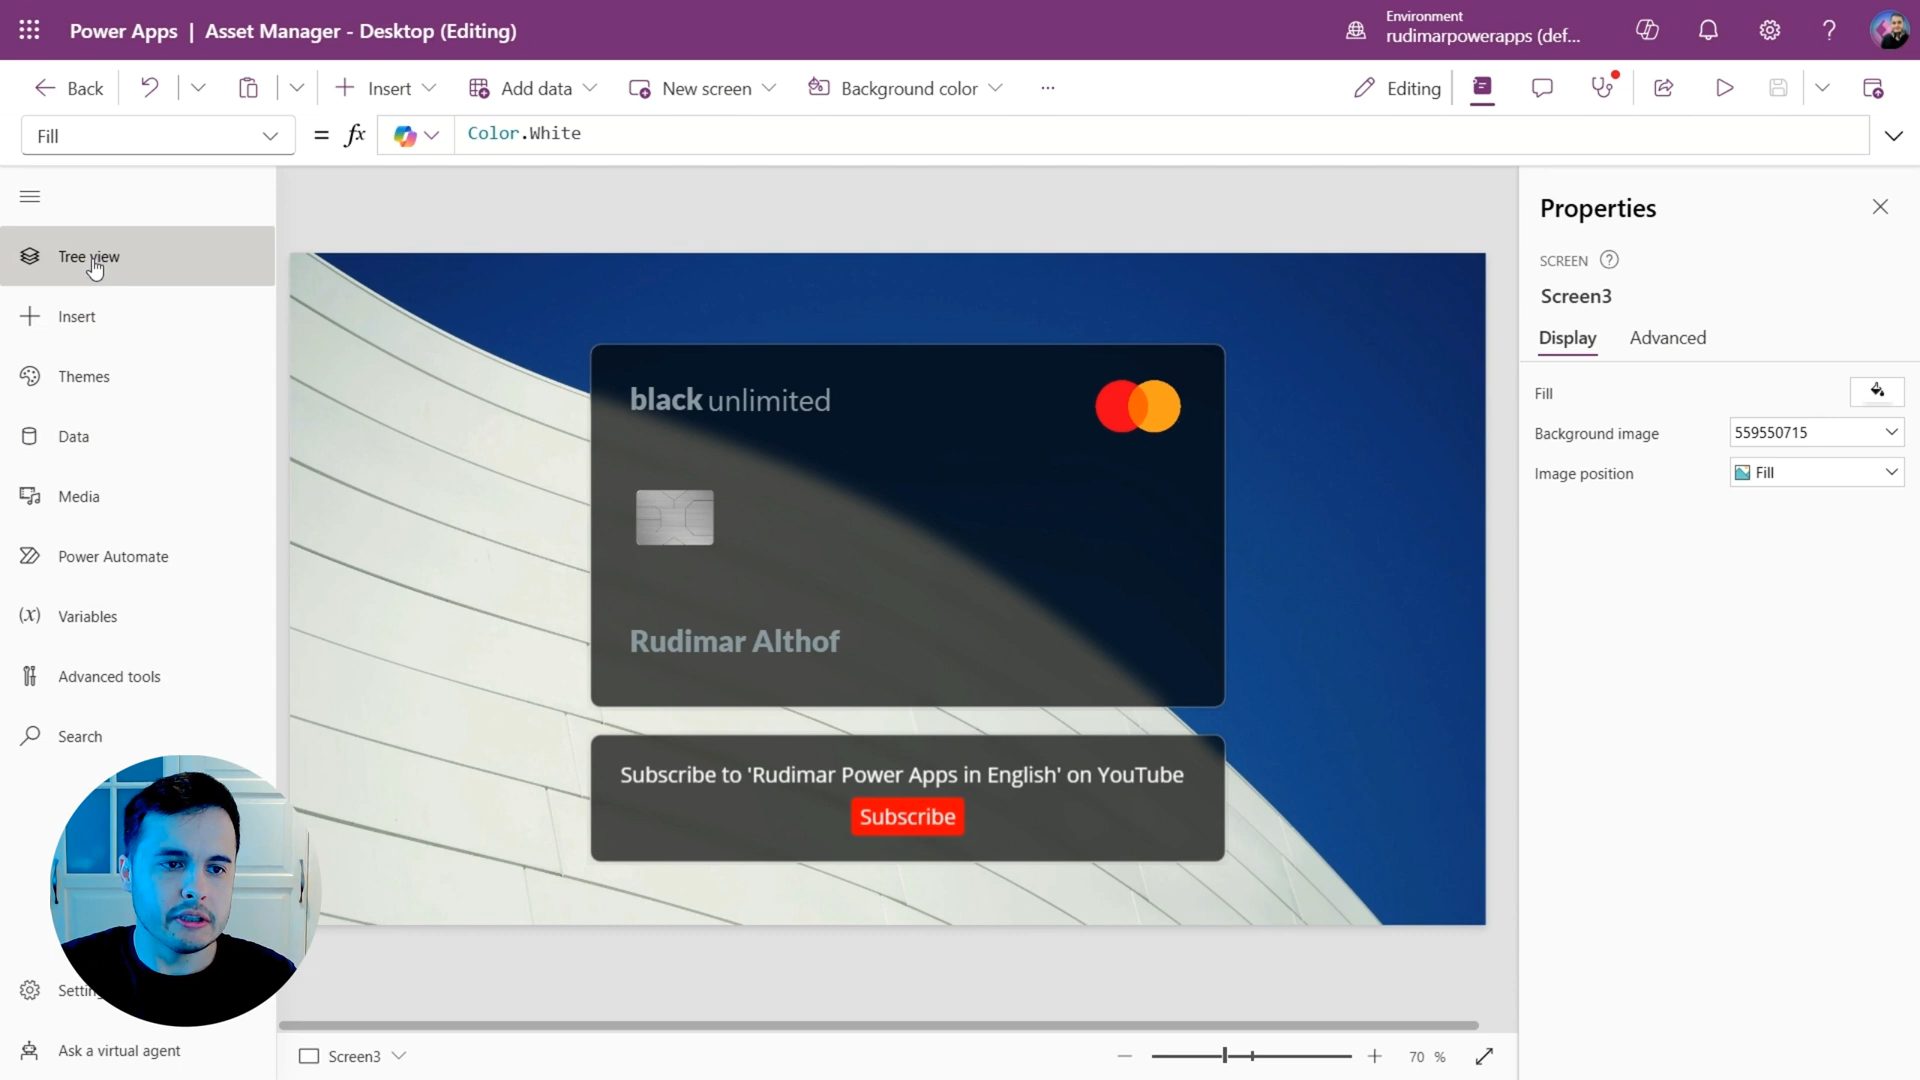 Power Apps | Asset Manager - Desktop (Editing)
Environment
rudimarpowerapps (def...
Back
Insert
Add data
New screen
Background color
...
Editing
Fill
= fx
Color.White
Tree view
Insert
Themes
Data
Media
Power Automate
(x) Variables
Advanced tools
Search
Ask a virtual agent
black unlimited
Rudimar Althof
Subscribe to 'Rudimar Power Apps in English' on YouTube
Subscribe
Screen3
70 %
Properties
SCREEN
Screen3
Display
Advanced
Fill
Background image
559550715
Image position
Fill